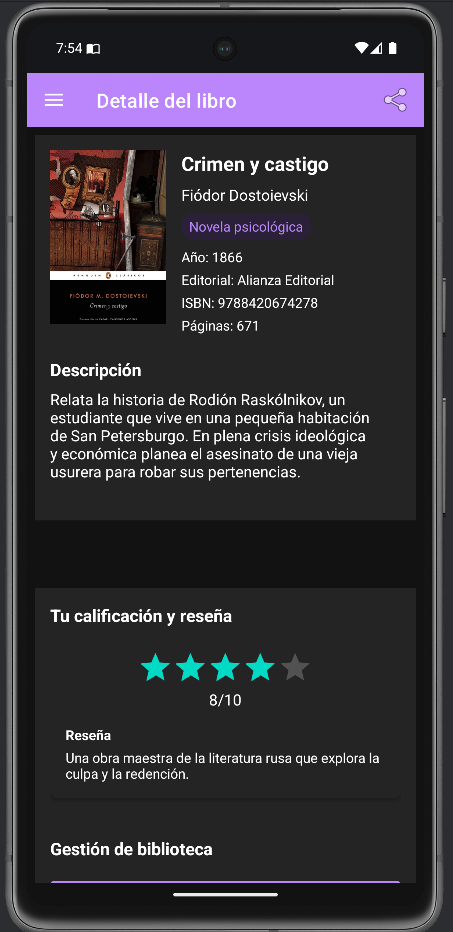 7:54
Detalle del libro
Crimen y castigo
Fiódor Dostoievski
Novela psicológica
Año: 1866
Editorial: Alianza Editorial
ISBN: 9788420674278
Páginas: 671
FIÓDOR M. DOSTOIEVSKI
Crimen y castigo
Descripción
Relata la historia de Rodión Raskólnikov, un
estudiante que vive en una pequeña habitación
de San Petersburgo. En plena crisis ideológica
y económica planea el asesinato de una vieja
usurera para robar sus pertenencias.
Tu calificación y reseña
8/10
Reseña
Una obra maestra de la literatura rusa que explora la
culpa y la redención.
Gestión de biblioteca